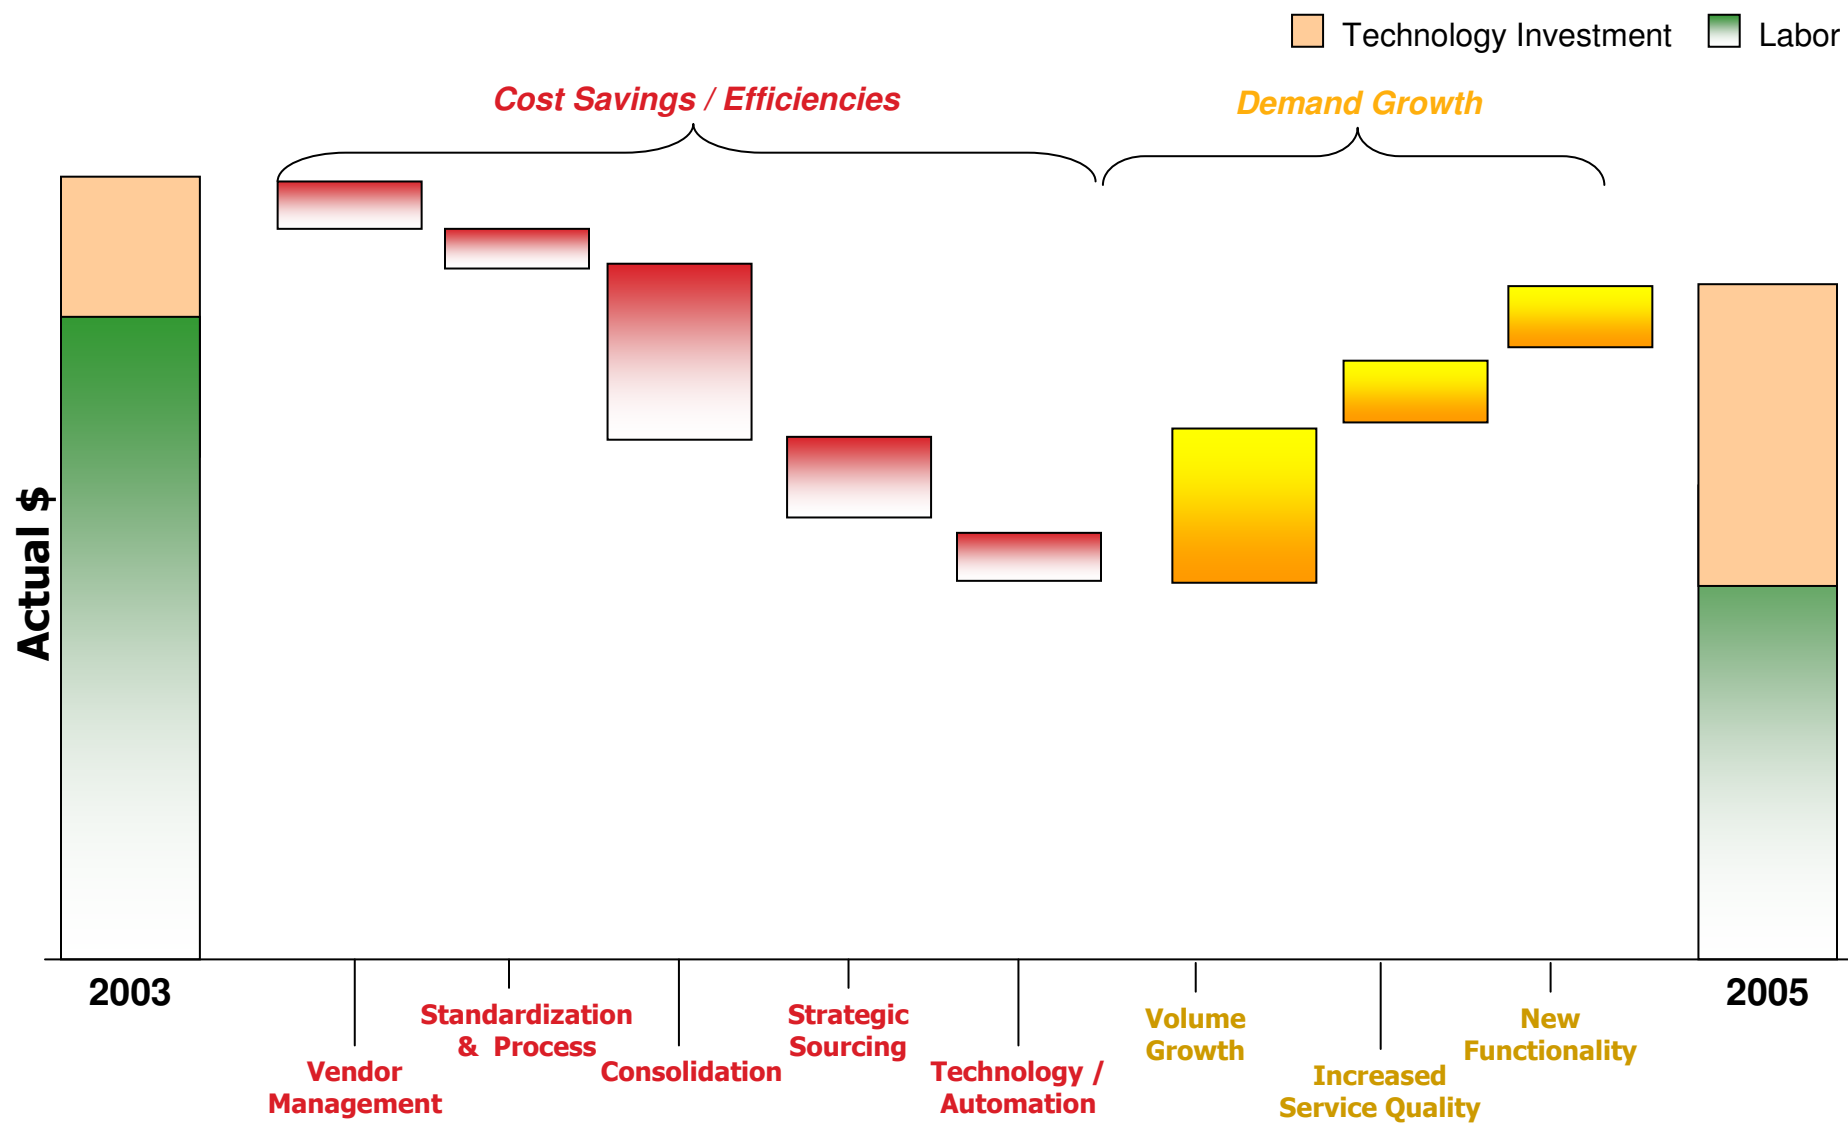 Technology Investment
Labor
Cost Savings / Efficiencies
Demand Growth
Actual $
2003
2005
Vendor
Management
Standardization
&  Process
Consolidation
Strategic
Sourcing
Technology /
Automation
Volume
Growth
Increased
Service Quality
New
Functionality